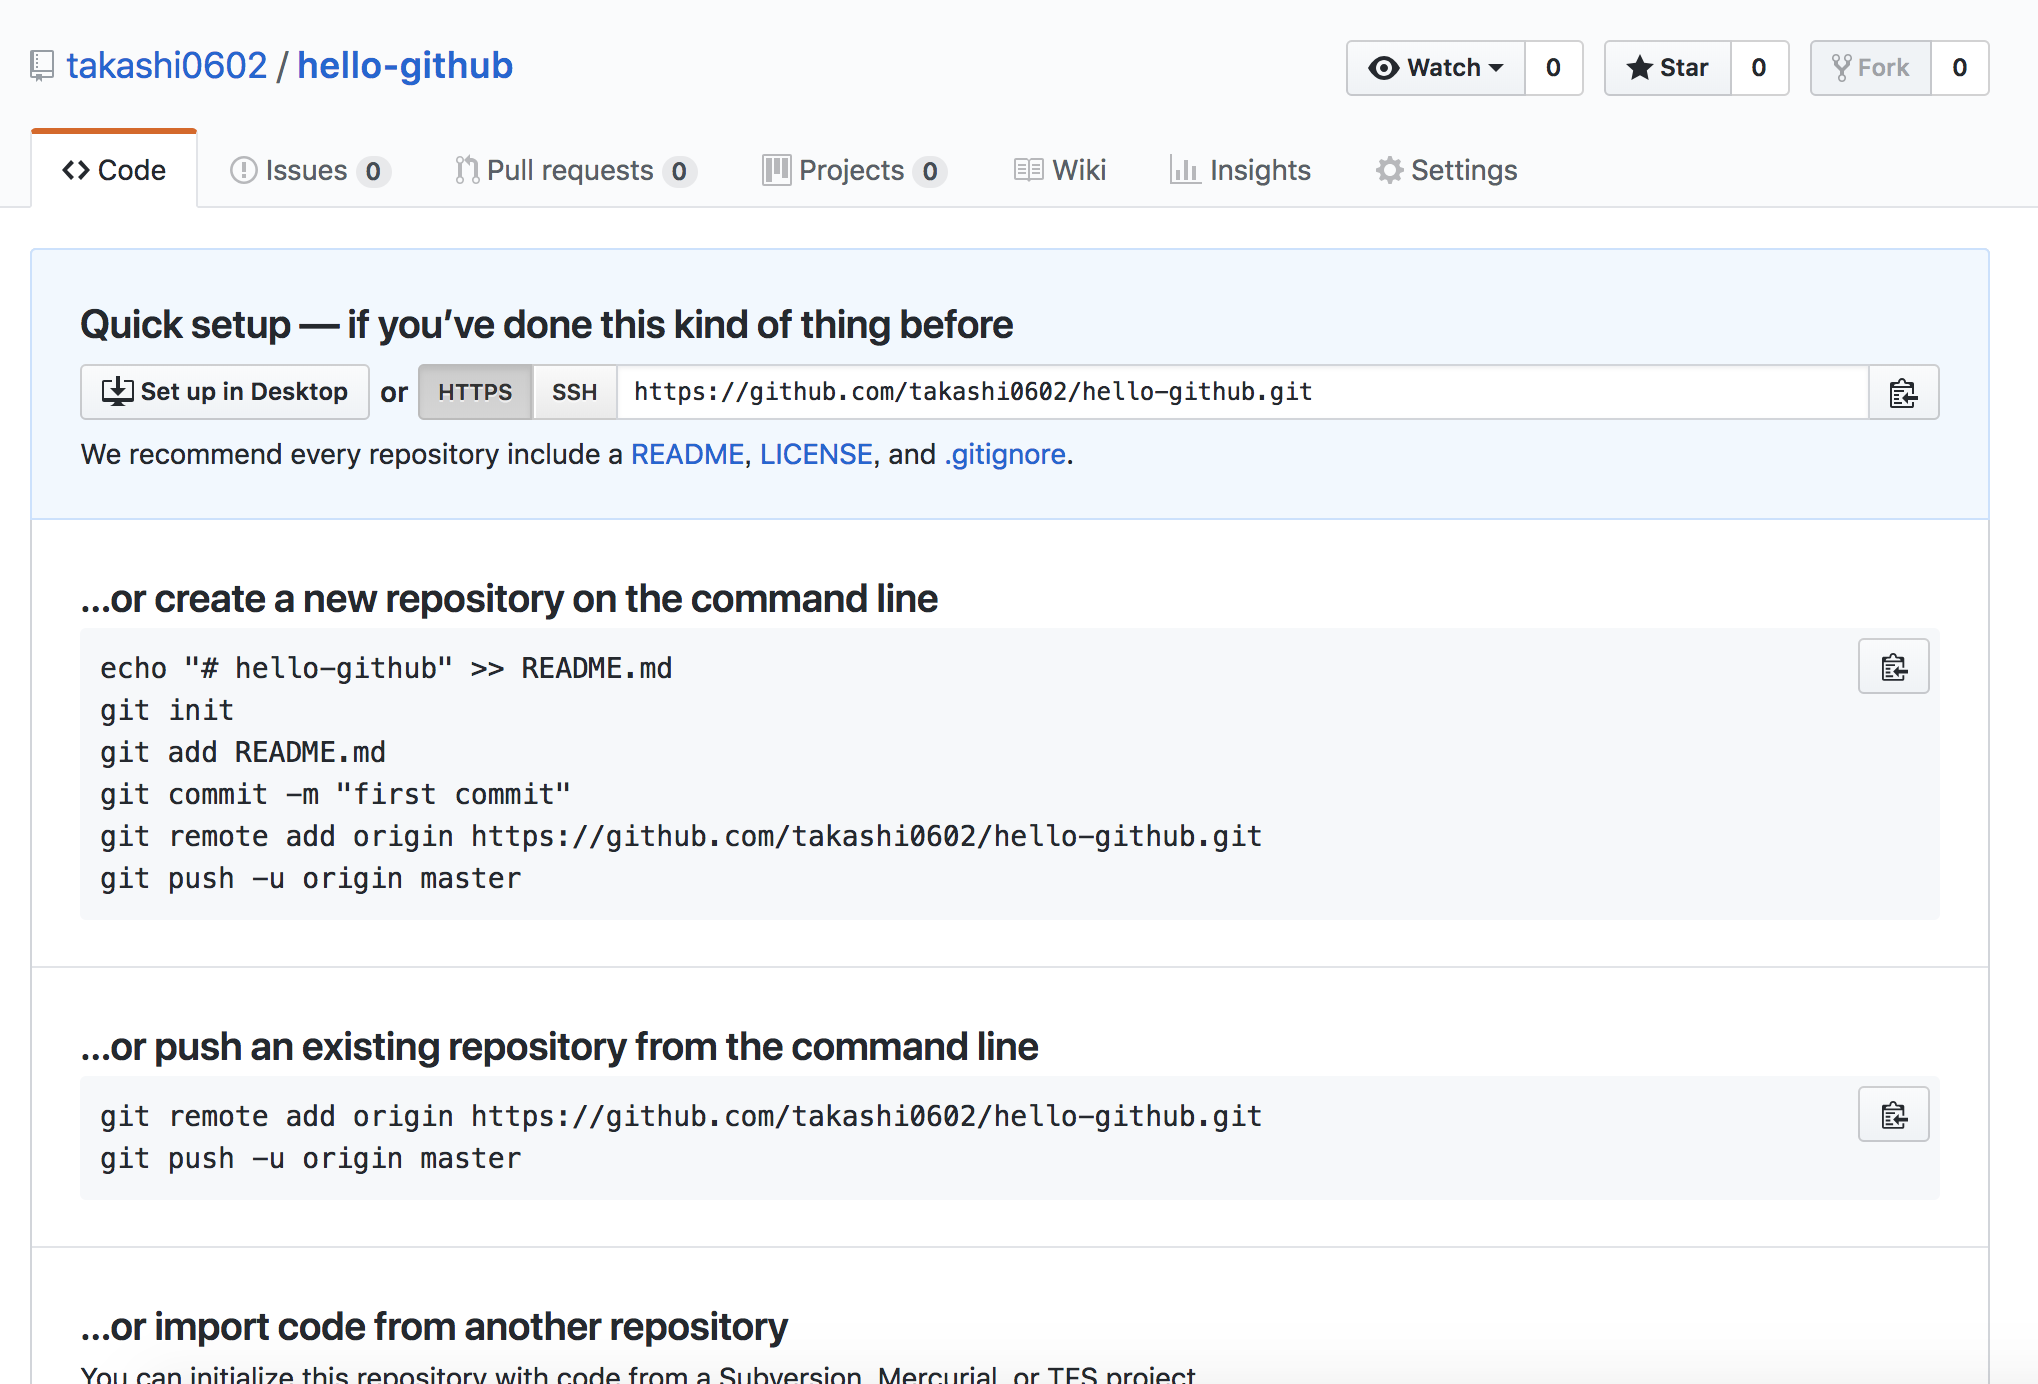 takashi0602 / hello-github
Watch 0 Star 0 Fork 0
Code Issues 0 Pull requests 0 Projects 0 Wiki Insights Settings
Quick setup — if you’ve done this kind of thing before
Set up in Desktop or HTTPS SSH https://github.com/takashi0602/hello-github.git
We recommend every repository include a README, LICENSE, and .gitignore.
…or create a new repository on the command line
echo "# hello-github" >> README.md
git init
git add README.md
git commit -m "first commit"
git remote add origin https://github.com/takashi0602/hello-github.git
git push -u origin master
…or push an existing repository from the command line
git remote add origin https://github.com/takashi0602/hello-github.git
git push -u origin master
…or import code from another repository
You can initialize this repository with code from a Subversion, Mercurial, or TFS project.